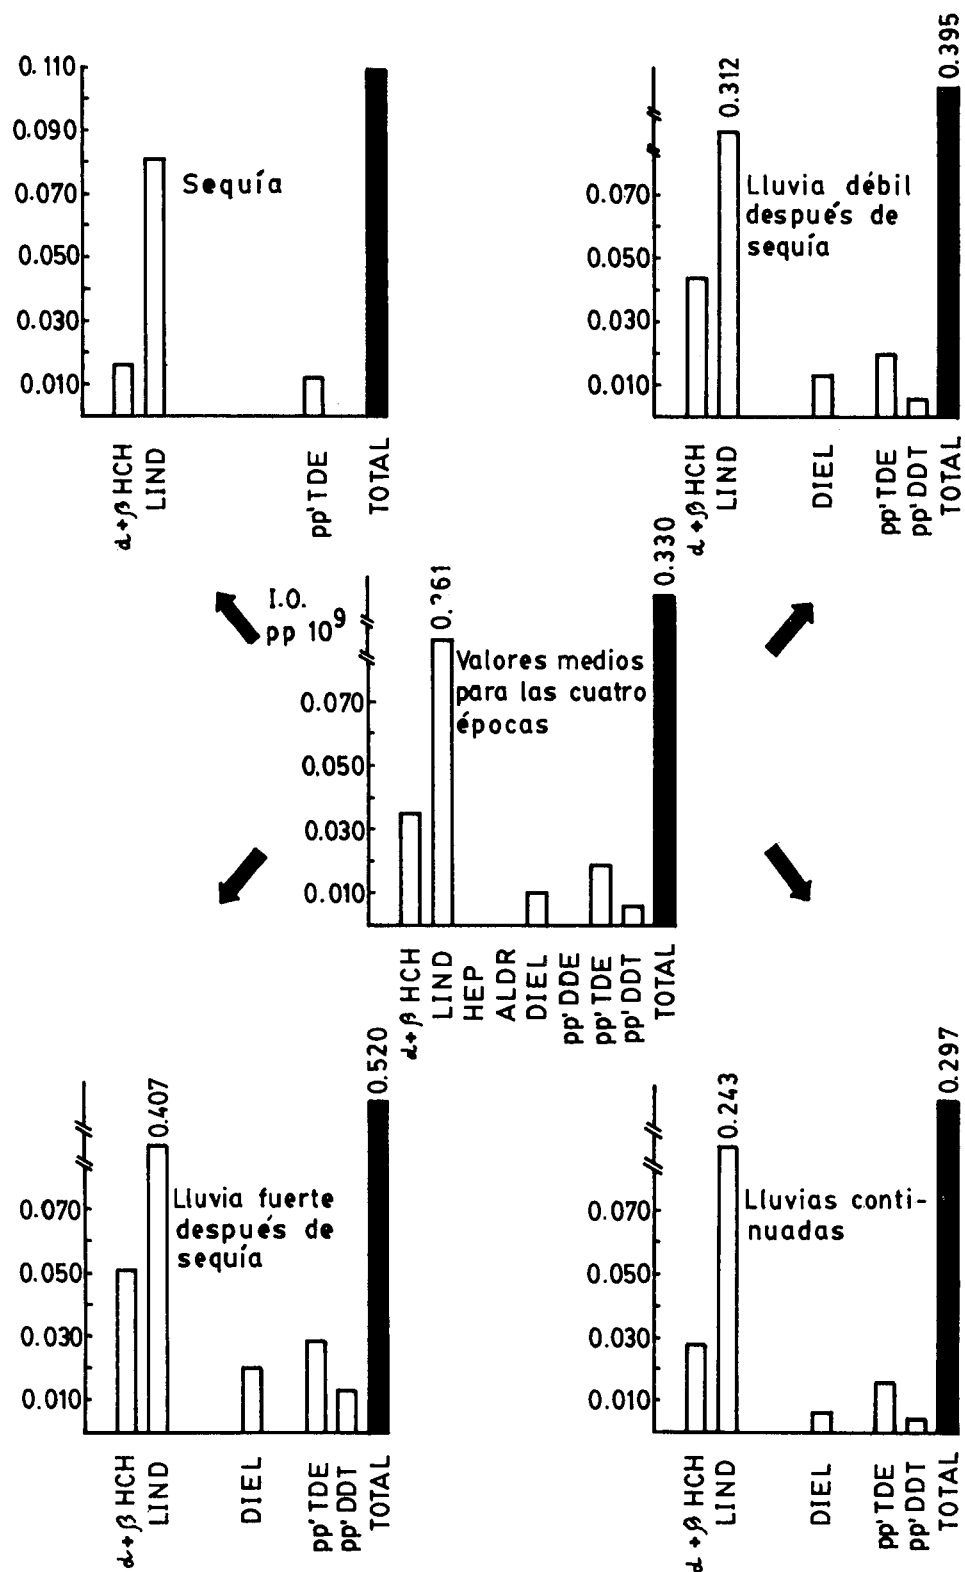 0.110
0.090
0.070
0.050
0.030
0.010
Sequía
α+β HCH
LIND
pp'TDE
TOTAL
0.312
0.395
0.070
0.050
0.030
0.010
Lluvia débil
después de
sequía
α+β HCH
LIND
DIEL
pp'TDE
pp'DDT
TOTAL
I.O.
pp 10⁹
0.330
0.070
0.050
0.030
0.010
Valores medios
para las cuatro
épocas
α+β HCH
LIND
HEP
ALDR
DIEL
pp'DDE
pp'TDE
pp'DDT
TOTAL
0.407
0.520
0.070
0.050
0.030
0.010
Lluvia fuerte
después de
sequía
α+β HCH
LIND
DIEL
pp'TDE
pp'DDT
TOTAL
0.243
0.297
0.070
0.050
0.030
0.010
Lluvias conti-
nuadas
α+β HCH
LIND
DIEL
pp'TDE
pp'DDT
TOTAL